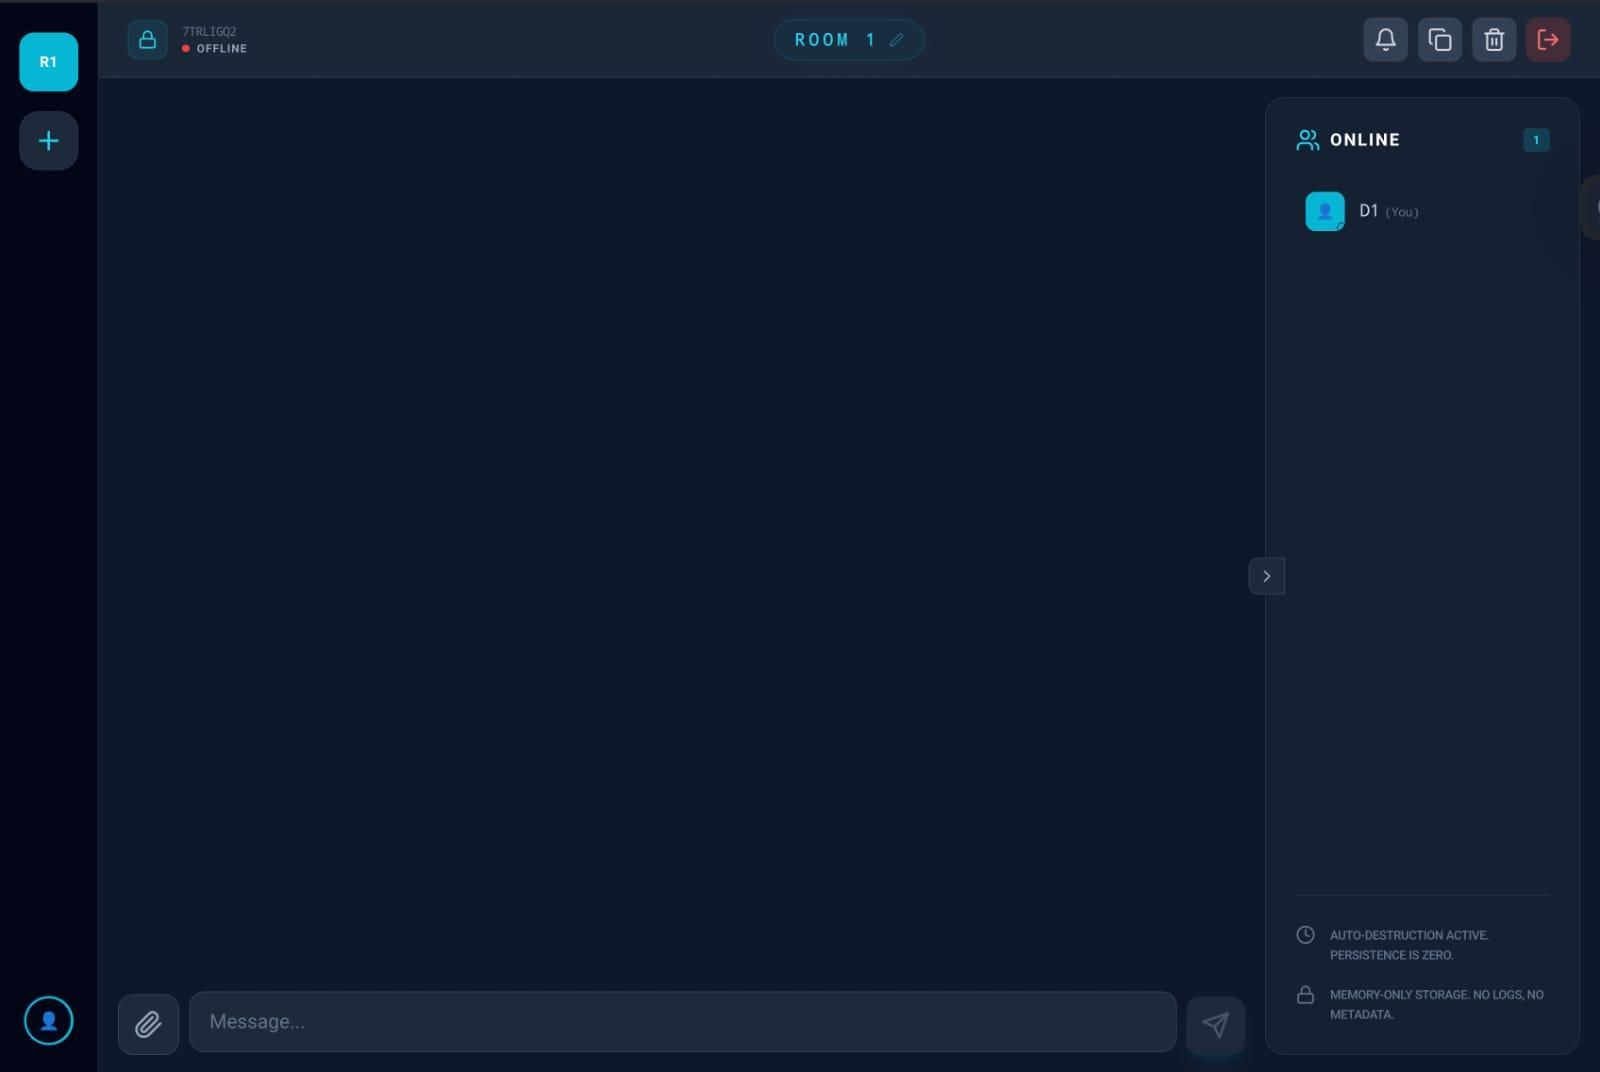 R1
7TRLIGQ2
OFFLINE
ROOM 1
ONLINE
1
D1 (You)
AUTO-DESTRUCTION ACTIVE.
PERSISTENCE IS ZERO.
MEMORY-ONLY STORAGE. NO LOGS, NO
METADATA.
Message...